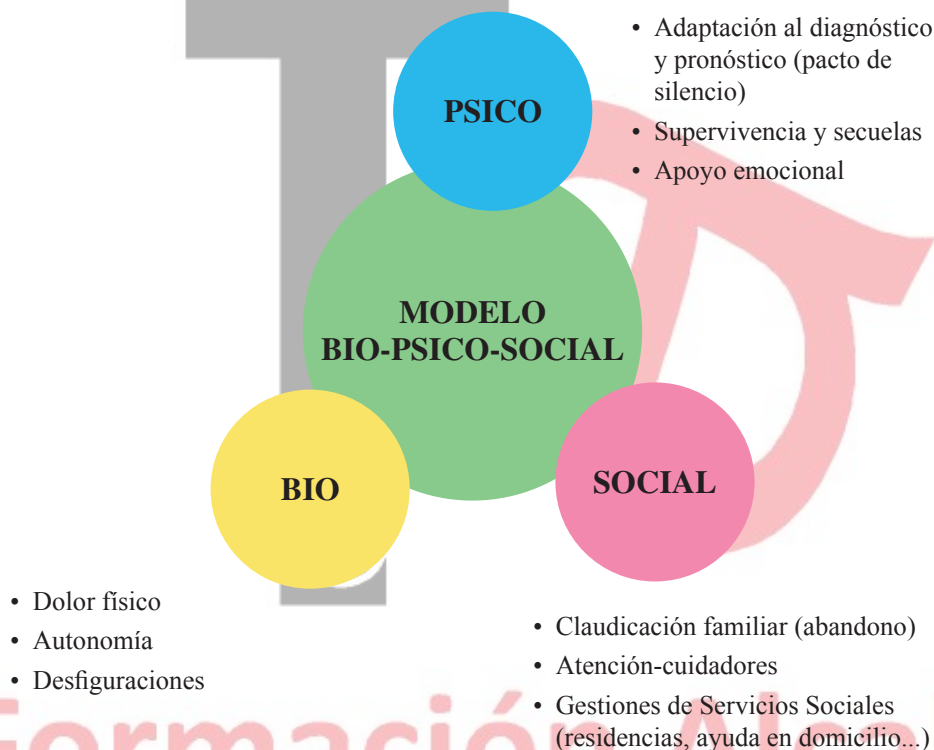 • Adaptación al diagnóstico
y pronóstico (pacto de
silencio)
• Supervivencia y secuelas
• Apoyo emocional
PSICO
MODELO
BIO-PSICO-SOCIAL
BIO
SOCIAL
• Dolor físico
• Autonomía
• Desfiguraciones
• Claudicación familiar (abandono)
• Atención-cuidadores
• Gestiones de Servicios Sociales
(residencias, ayuda en domicilio...)